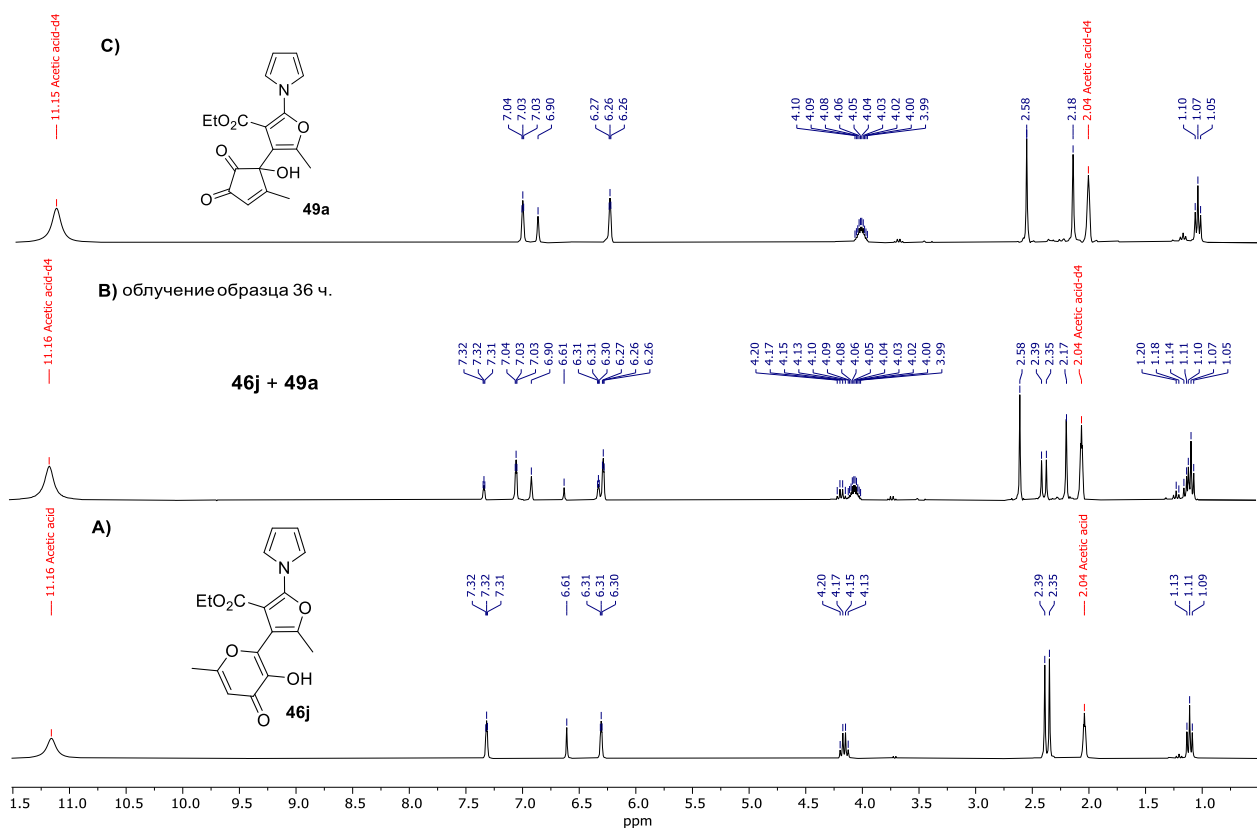 C)
11.15 Acetic acid-d4
7.04
7.03
7.03
6.90
6.27
6.26
6.26
4.10
4.09
4.08
4.06
4.05
4.04
4.03
4.02
4.00
3.99
2.58
2.18
2.04 Acetic acid-d4
1.10
1.07
1.05
N
EtO2C
O
O
OH
O
49a
B) облучение образца 36 ч.
11.16 Acetic acid-d4
46j + 49a
7.32
7.32
7.31
7.04
7.03
7.03
6.90
6.61
6.31
6.31
6.30
6.27
6.26
6.26
4.20
4.17
4.15
4.13
4.10
4.09
4.08
4.06
4.05
4.04
4.03
4.02
4.00
3.99
2.58
2.39
2.35
2.17
2.04 Acetic acid-d4
1.20
1.18
1.14
1.11
1.10
1.07
1.05
A)
11.16 Acetic acid
7.32
7.32
7.31
6.61
6.31
6.31
6.30
4.20
4.17
4.15
4.13
2.39
2.35
2.04 Acetic acid
1.13
1.11
1.09
N
EtO2C
O
O
OH
O
46j
1.5 11.0 10.5 10.0 9.5 9.0 8.5 8.0 7.5 7.0 6.5 6.0 5.5 5.0 4.5 4.0 3.5 3.0 2.5 2.0 1.5 1.0
ppm